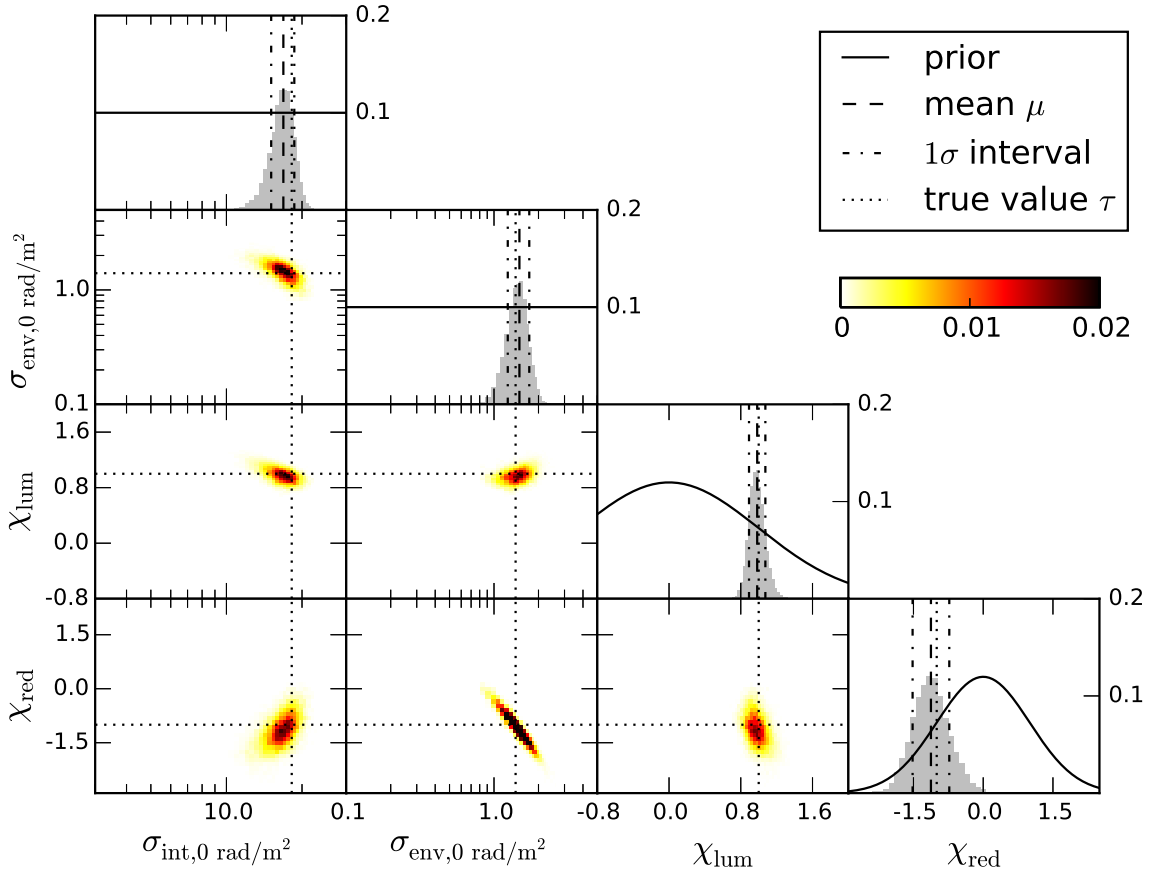 0.2
0.1
prior
mean μ
1σ interval
true value τ
0.2
0.1
0 0.01 0.02
σenv,0 rad/m²
1.0
0.1
0.2
0.1
χlum
1.6
0.8
0.0
-0.8
0.2
0.1
χred
1.5
0.0
-1.5
10.0 0.1 1.0 -0.8 0.0 0.8 1.6 -1.5 0.0 1.5
σint,0 rad/m² σenv,0 rad/m² χlum χred